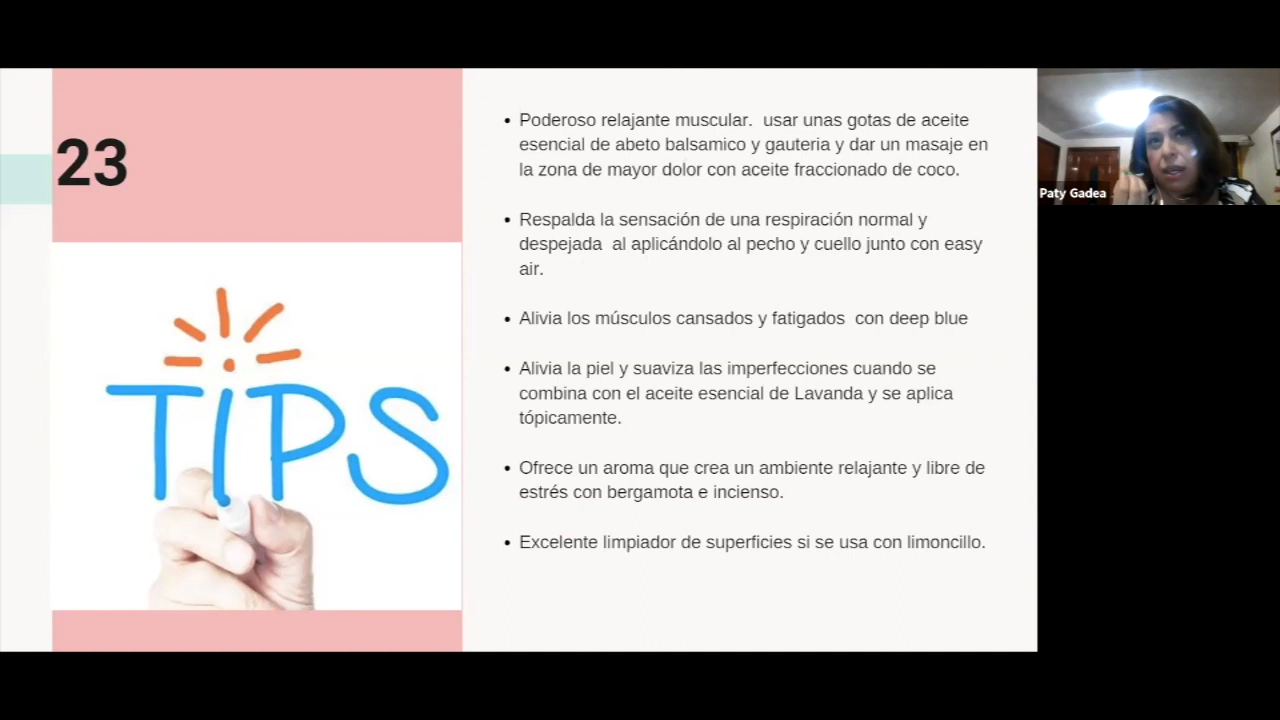 23
TIPS
• Poderoso relajante muscular.  usar unas gotas de aceite
esencial de abeto balsamico y gauteria y dar un masaje en
la zona de mayor dolor con aceite fraccionado de coco.
• Respalda la sensación de una respiración normal y
despejada  al aplicándolo al pecho y cuello junto con easy
air.
• Alivia los músculos cansados y fatigados  con deep blue
• Alivia la piel y suaviza las imperfecciones cuando se
combina con el aceite esencial de Lavanda y se aplica
tópicamente.
• Ofrece un aroma que crea un ambiente relajante y libre de
estrés con bergamota e incienso.
• Excelente limpiador de superficies si se usa con limoncillo.
Paty Gadea